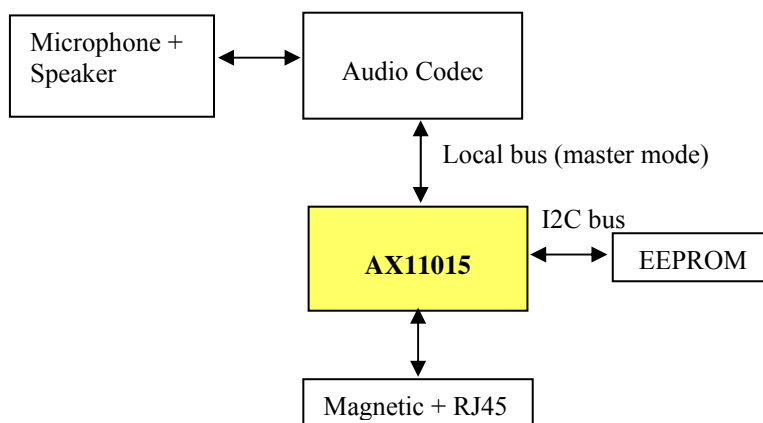 Microphone +
Speaker
Audio Codec
Local bus (master mode)
I2C bus
AX11015
EEPROM
Magnetic + RJ45